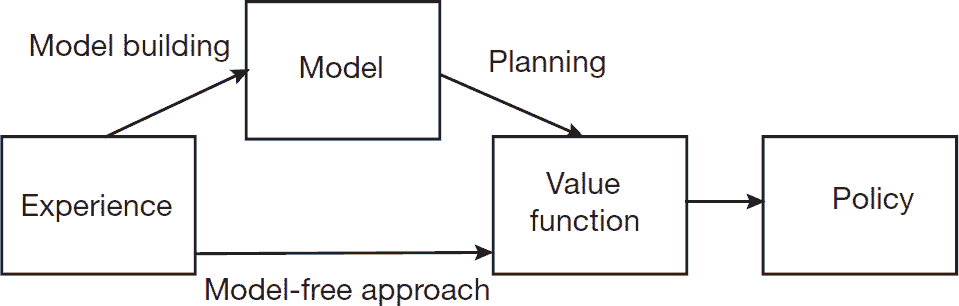 Model building
Model
Planning
Experience
Value
function
Policy
Model-free approach